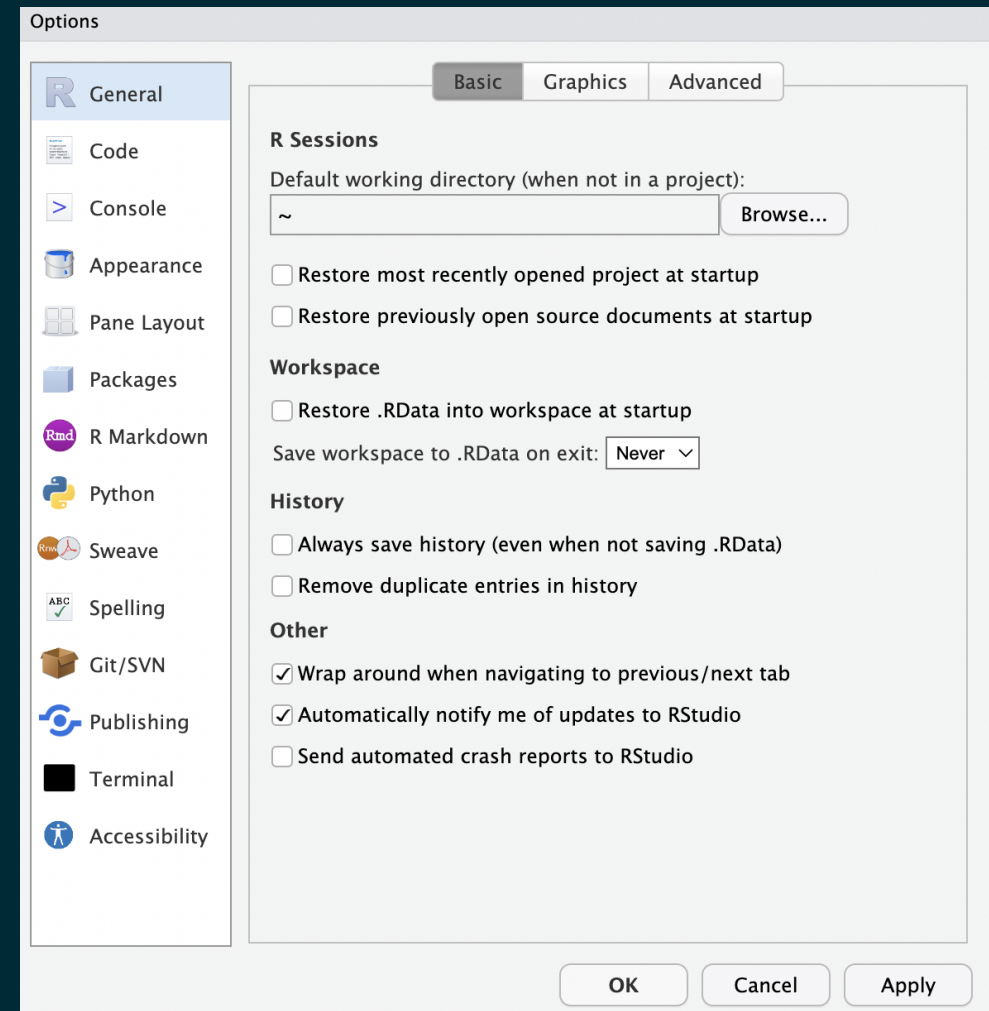 Options
General
Code
Console
Appearance
Pane Layout
Packages
Rmd R Markdown
Python
Rnw Sweave
ABC Spelling
Git/SVN
Publishing
Terminal
Accessibility
Basic Graphics Advanced
R Sessions
Default working directory (when not in a project):
~ Browse...
Restore most recently opened project at startup
Restore previously open source documents at startup
Workspace
Restore .RData into workspace at startup
Save workspace to .RData on exit: Never
History
Always save history (even when not saving .RData)
Remove duplicate entries in history
Other
Wrap around when navigating to previous/next tab
Automatically notify me of updates to RStudio
Send automated crash reports to RStudio
OK Cancel Apply